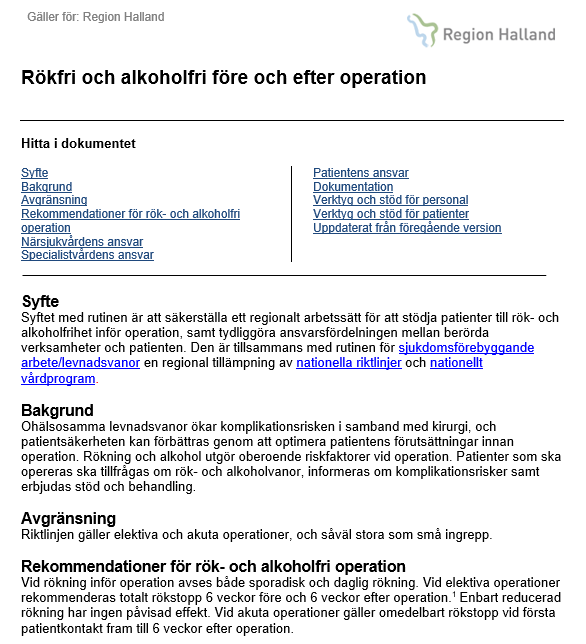 Gäller för: Region Halland
Region Halland
Rökfri och alkoholfri före och efter operation
Hitta i dokumentet
Syfte
Bakgrund
Avgränsning
Rekommendationer för rök- och alkoholfri
operation
Närsjukvårdens ansvar
Specialistvårdens ansvar
Patientens ansvar
Dokumentation
Verktyg och stöd för personal
Verktyg och stöd för patienter
Uppdaterat från föregående version
Syfte
Syftet med rutinen är att säkerställa ett regionalt arbetssätt för att stödja patienter till rök- och
alkoholfrihet inför operation, samt tydliggöra ansvarsfördelningen mellan berörda
verksamheter och patienten. Den är tillsammans med rutinen för sjukdomsförebyggande
arbete/levnadsvanor en regional tillämpning av nationella riktlinjer och nationellt
vårdprogram.
Bakgrund
Ohälsosamma levnadsvanor ökar komplikationsrisken i samband med kirurgi, och
patientsäkerheten kan förbättras genom att optimera patientens förutsättningar innan
operation. Rökning och alkohol utgör oberoende riskfaktorer vid operation. Patienter som ska
opereras ska tillfrågas om rök- och alkoholvanor, informeras om komplikationsrisker samt
erbjudas stöd och behandling.
Avgränsning
Riktlinjen gäller elektiva och akuta operationer, och såväl stora som små ingrepp.
Rekommendationer för rök- och alkoholfri operation
Vid rökning inför operation avses både sporadisk och daglig rökning. Vid elektiva operationer
rekommenderas totalt rökstopp 6 veckor före och 6 veckor efter operation.¹ Enbart reducerad
rökning har ingen påvisad effekt. Vid akuta operationer gäller omedelbart rökstopp vid första
patientkontakt fram till 6 veckor efter operation.